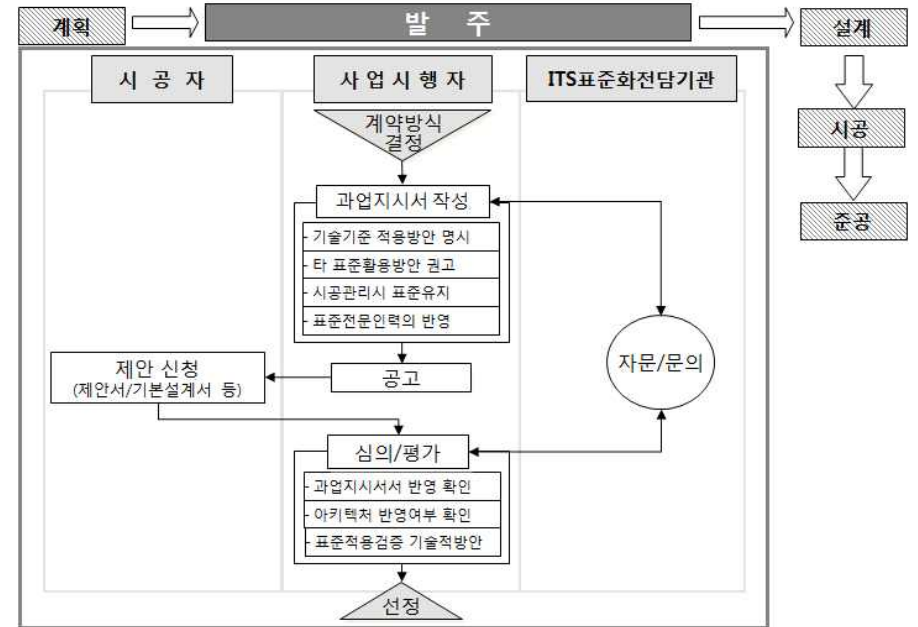 계획
발 주
설계
시 공 자
사 업 시 행 자
ITS표준화전담기관
시공
준공
계약방식
결정
과업지시서 작성
- 기술기준 적용방안 명시
- 타 표준활용방안 권고
- 시공관리시 표준유지
- 표준전문인력의 반영
자문/문의
제안 신청
(제안서/기본설계서 등)
공고
심의/평가
- 과업지시서서 반영 확인
- 아키텍처 반영여부 확인
- 표준적용검증 기술적방안
선정